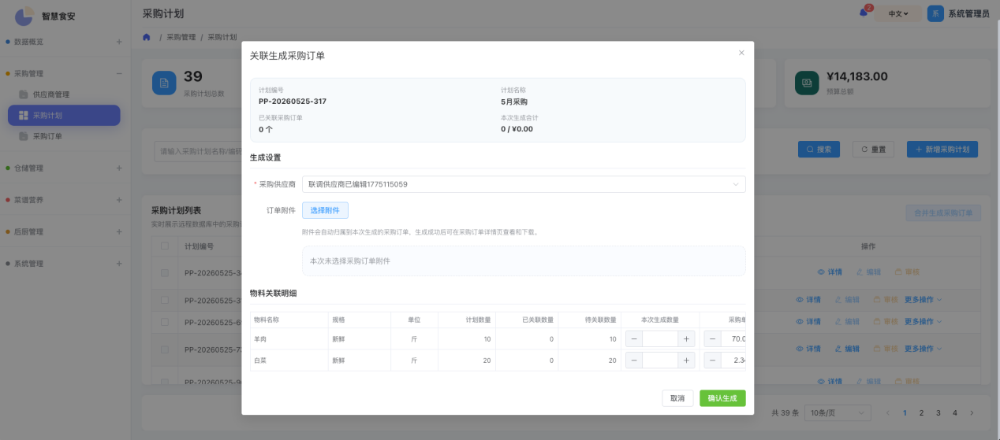 智慧食安
采购计划
2
中文
系
系统管理员
数据概览
/ 采购管理 / 采购计划
采购管理
供应商管理
采购计划
采购订单
仓储管理
菜谱营养
后厨管理
系统管理
39
采购计划总数
¥14,183.00
预算总额
请输入采购计划名称/编码
搜索
重置
+ 新增采购计划
采购计划列表
实时展示远程数据库中的采购
合并生成采购订单
计划编号
操作
PP-20260525-3
详情 编辑 审核
PP-20260525-3
详情 编辑 审核 更多操作
PP-20260525-6
详情 编辑 审核 更多操作
PP-20260525-7
详情 编辑 审核 更多操作
PP-20260525-9
详情 编辑 审核
共 39 条 10条/页 1 2 3 4
关联生成采购订单
计划编号 计划名称
PP-20260525-317 5月采购
已关联采购订单 本次生成合计
0 个 0 / ¥0.00
生成设置
* 采购供应商 联调供应商已编辑1775115059
订单附件 选择附件
附件会自动归属到本次生成的采购订单，生成成功后可在采购订单详情页查看和下载。
本次未选择采购订单附件
物料关联明细
物料名称 规格 单位 计划数量 已关联数量 待关联数量 本次生成数量 采购单
羊肉 新鲜 斤 10 0 10 − + − 70.0
白菜 新鲜 斤 20 0 20 − + − 2.34
取消 确认生成